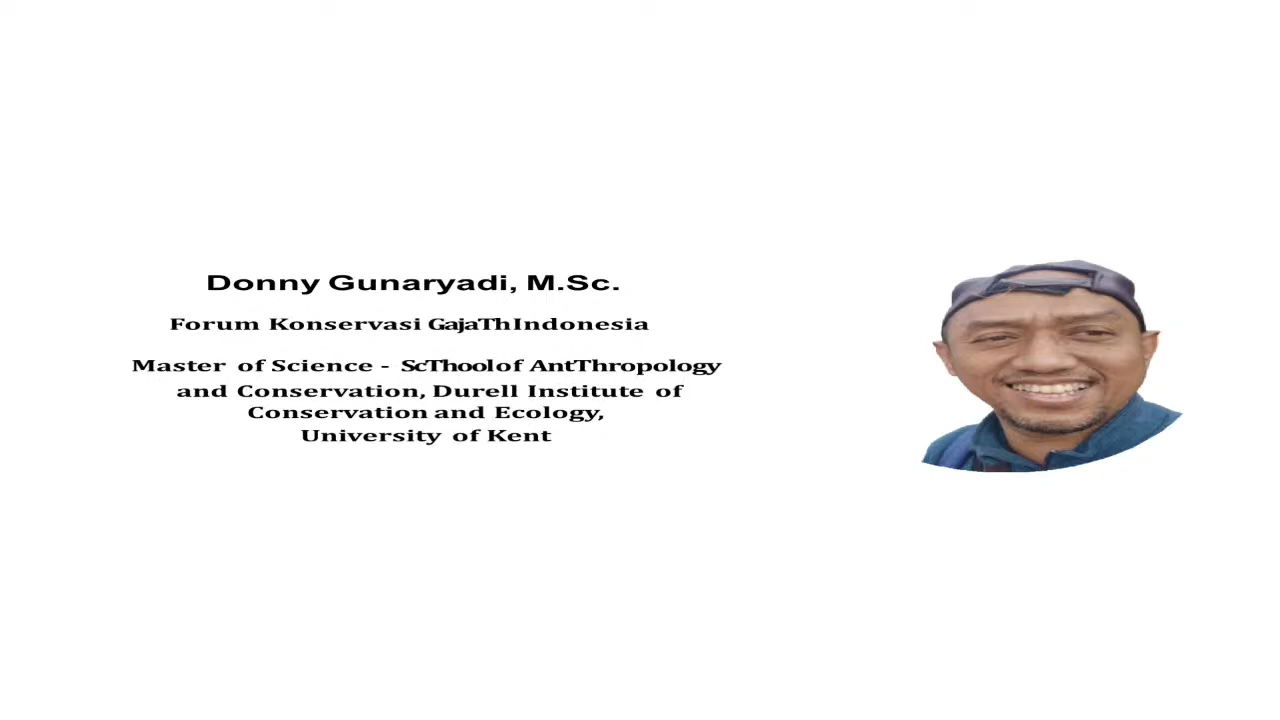 Donny Gunaryadi, M.Sc.
Forum Konservasi GajaThIndonesia
Master of Science - ScThoolof AntThropology
and Conservation, Durell Institute of
Conservation and Ecology,
University of Kent